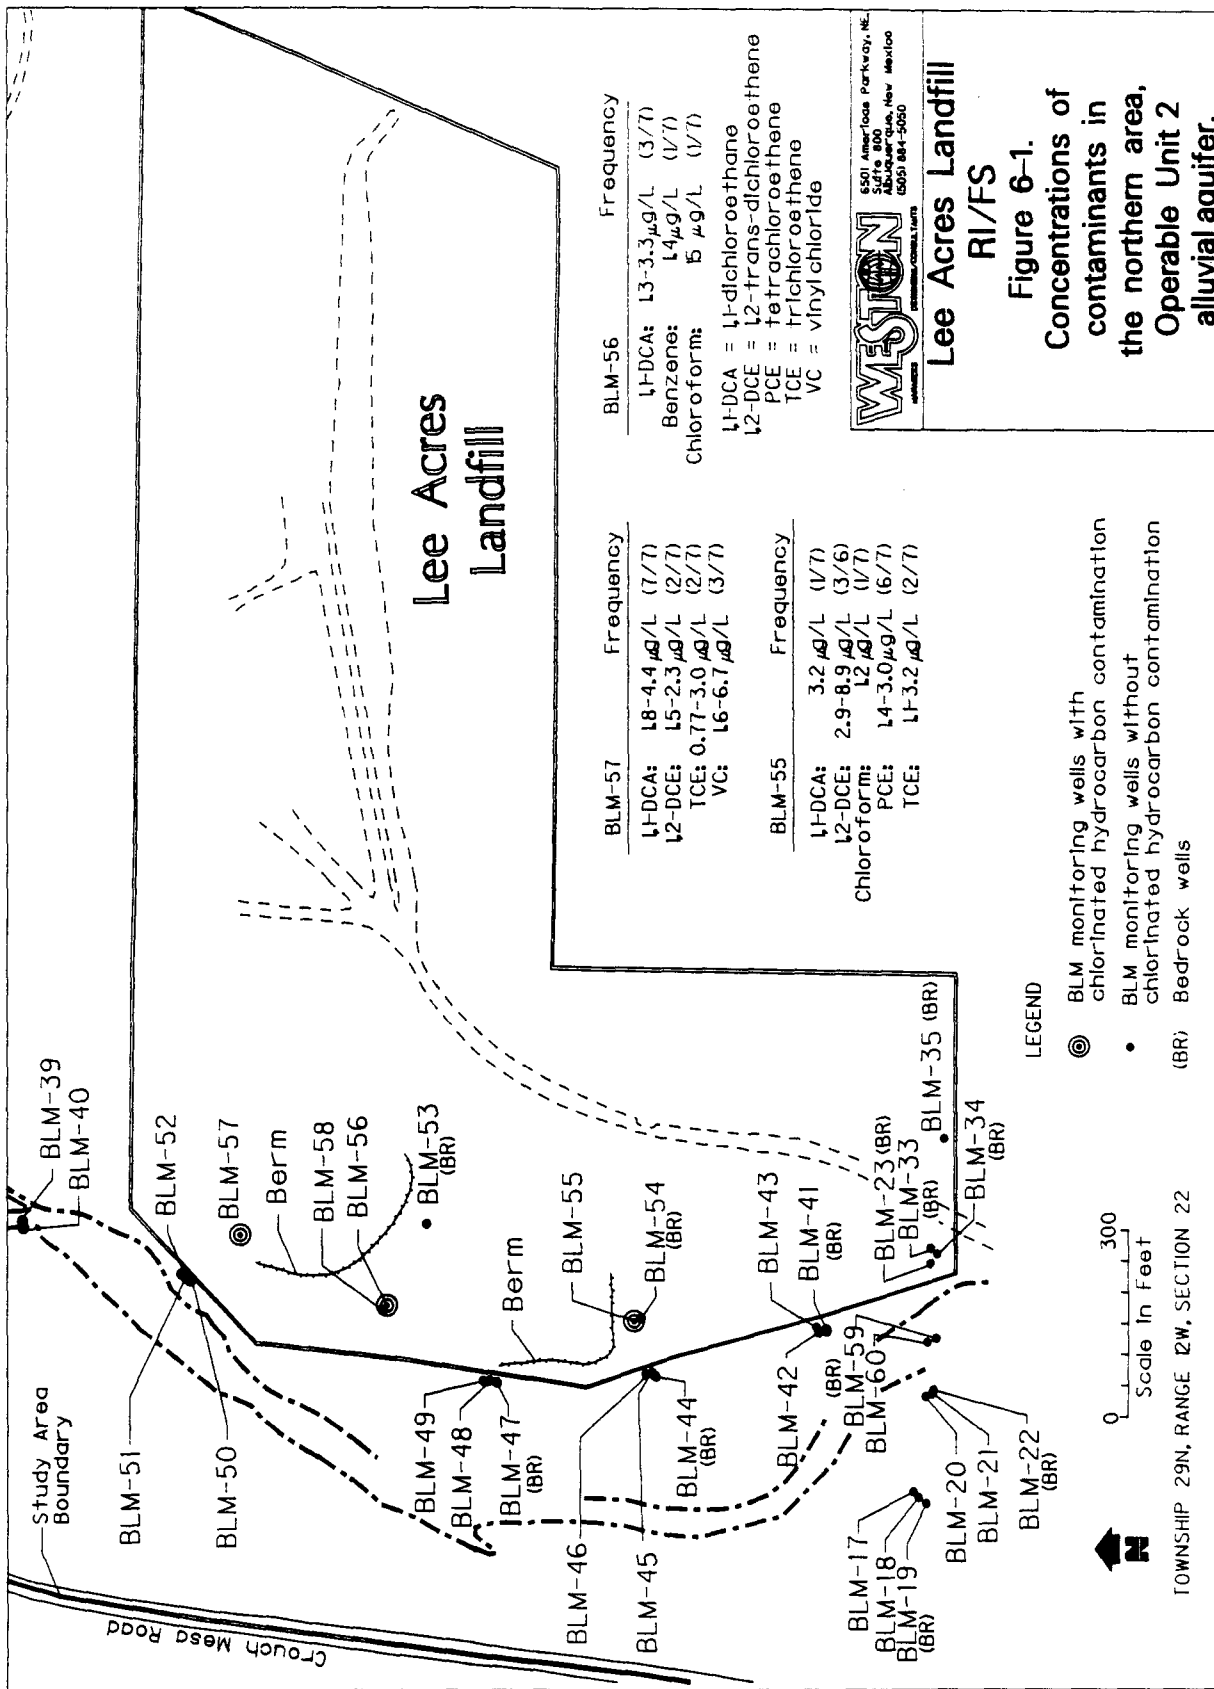 Study Area
Boundary
Crouch Mesa Road
BLM-39
BLM-40
BLM-52
BLM-51
BLM-50
BLM-57
Berm
BLM-58
BLM-56
BLM-53
(BR)
BLM-49
BLM-48
BLM-47
(BR)
Berm
BLM-55
BLM-54
(BR)
BLM-46
BLM-45
BLM-44
(BR)
BLM-43
BLM-41
(BR)
BLM-42
(BR)
BLM-59
BLM-60
BLM-23 (BR)
BLM-33
(BR)
BLM-34
(BR)
BLM-35 (BR)
BLM-17
BLM-18
BLM-19
(BR)
BLM-20
BLM-21
BLM-22
(BR)
Lee Acres
Landfill
BLM-57 Frequency
1,1-DCA: 1.8-4.4 µg/L (7/7)
1,2-DCE: 1.5-2.3 µg/L (2/7)
TCE: 0.77-3.0 µg/L (2/7)
VC: 1.6-6.7 µg/L (3/7)
BLM-55 Frequency
1,1-DCA: 3.2 µg/L (1/7)
1,2-DCE: 2.9-8.9 µg/L (3/6)
Chloroform: 1.2 µg/L (1/7)
PCE: 1.4-3.0 µg/L (6/7)
TCE: 1.1-3.2 µg/L (2/7)
BLM-56 Frequency
1,1-DCA: 1.3-3.3 µg/L (3/7)
Benzene: 1.4 µg/L (1/7)
Chloroform: 15 µg/L (1/7)
1,1-DCA = 1,1-dichloroethane
1,2-DCE = 1,2-trans-dichloroethene
PCE = tetrachloroethene
TCE = trichloroethene
VC = vinyl chloride
LEGEND
BLM monitoring wells with
chlorinated hydrocarbon contamination
BLM monitoring wells without
chlorinated hydrocarbon contamination
(BR) Bedrock wells
0 300
Scale In Feet
N
TOWNSHIP 29N, RANGE 12W, SECTION 22
WESTON
MANAGERS DESIGNERS/CONSULTANTS
6501 Americas Parkway, NE
Suite 800
Albuquerque, New Mexico
(505) 884-5050
Lee Acres Landfill
RI/FS
Figure 6-1.
Concentrations of
contaminants in
the northern area,
Operable Unit 2
alluvial aquifer.